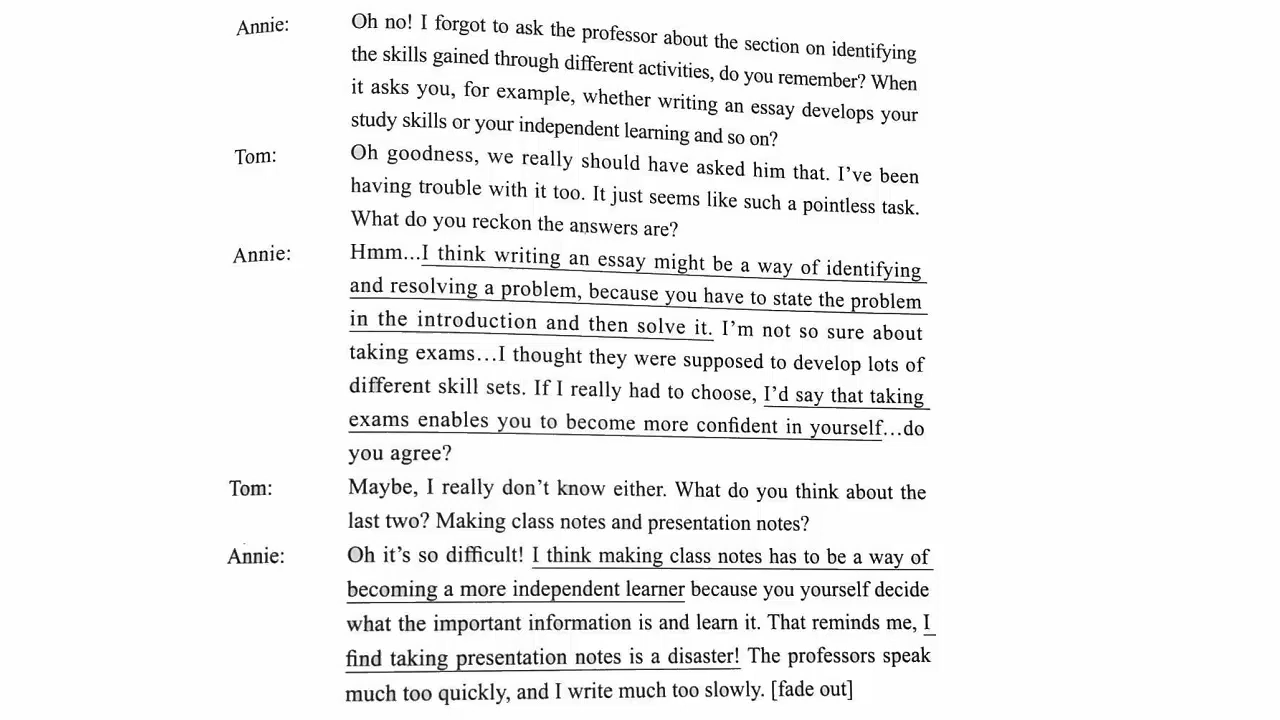 Annie: Oh no! I forgot to ask the professor about the section on identifying
the skills gained through different activities, do you remember? When
it asks you, for example, whether writing an essay develops your
study skills or your independent learning and so on?
Tom: Oh goodness, we really should have asked him that. I've been
having trouble with it too. It just seems like such a pointless task.
What do you reckon the answers are?
Annie: Hmm...I think writing an essay might be a way of identifying
and resolving a problem, because you have to state the problem
in the introduction and then solve it. I'm not so sure about
taking exams...I thought they were supposed to develop lots of
different skill sets. If I really had to choose, I'd say that taking
exams enables you to become more confident in yourself...do
you agree?
Tom: Maybe, I really don't know either. What do you think about the
last two? Making class notes and presentation notes?
Annie: Oh it's so difficult! I think making class notes has to be a way of
becoming a more independent learner because you yourself decide
what the important information is and learn it. That reminds me, I
find taking presentation notes is a disaster! The professors speak
much too quickly, and I write much too slowly. [fade out]